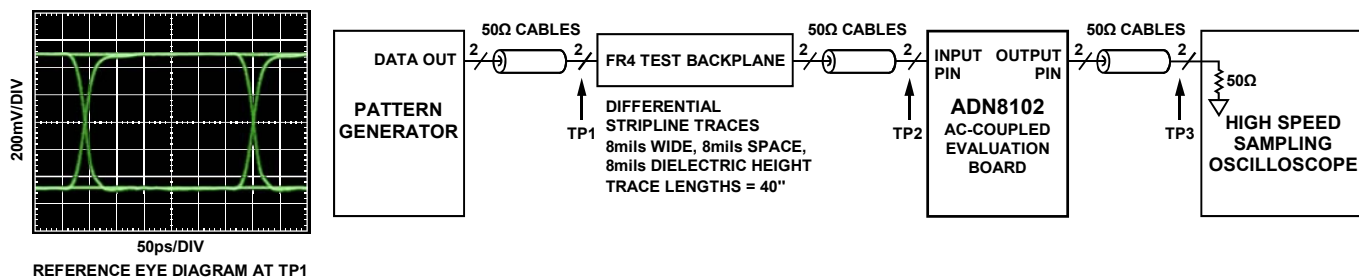 200mV/DIV
50ps/DIV
REFERENCE EYE DIAGRAM AT TP1
DATA OUT
PATTERN
GENERATOR
50Ω CABLES
2
2
TP1
FR4 TEST BACKPLANE
DIFFERENTIAL
STRIPLINE TRACES
8mils WIDE, 8mils SPACE,
8mils DIELECTRIC HEIGHT
TRACE LENGTHS = 40"
50Ω CABLES
2
2
TP2
INPUT
PIN
OUTPUT
PIN
ADN8102
AC-COUPLED
EVALUATION
BOARD
50Ω CABLES
2
2
TP3
50Ω
HIGH SPEED
SAMPLING
OSCILLOSCOPE